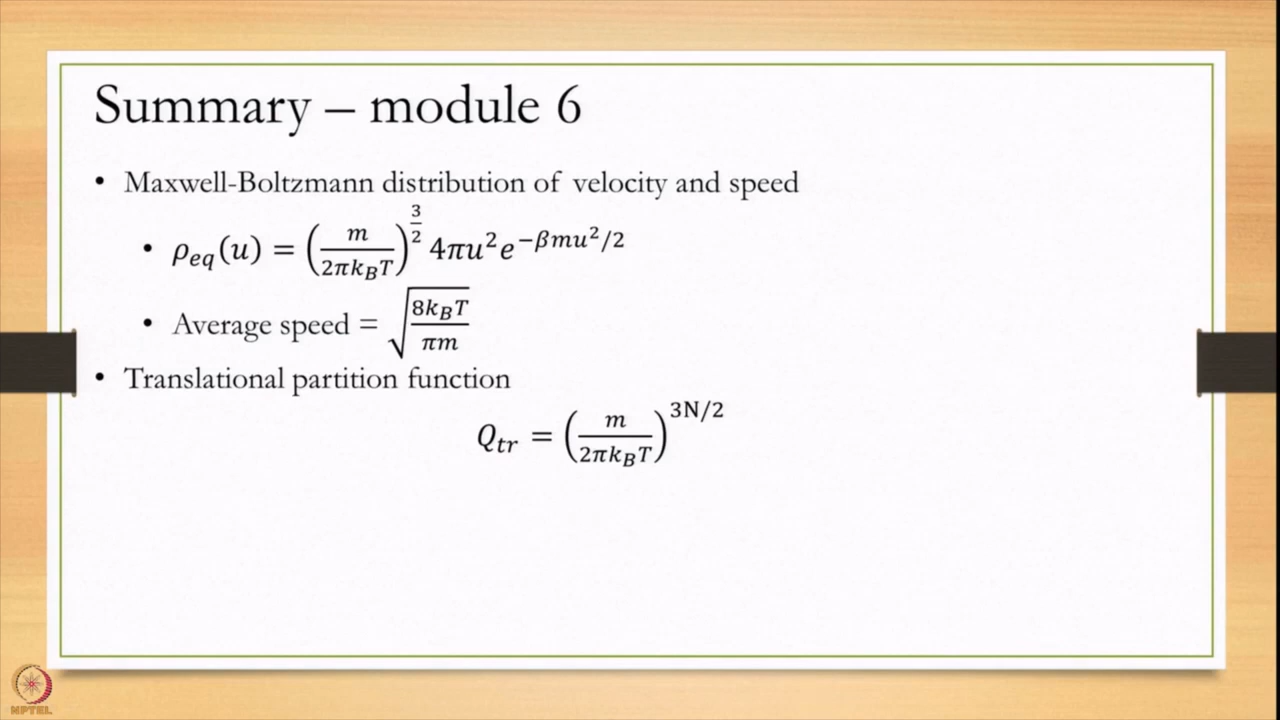 Summary – module 6
• Maxwell-Boltzmann distribution of velocity and speed
• ρ_eq(u) = (m/(2πk_BT))^(3/2) 4πu²e^(−βmu²/2)
• Average speed = √(8k_BT/(πm))
• Translational partition function
Q_tr = (m/(2πk_BT))^(3N/2)
NPTEL